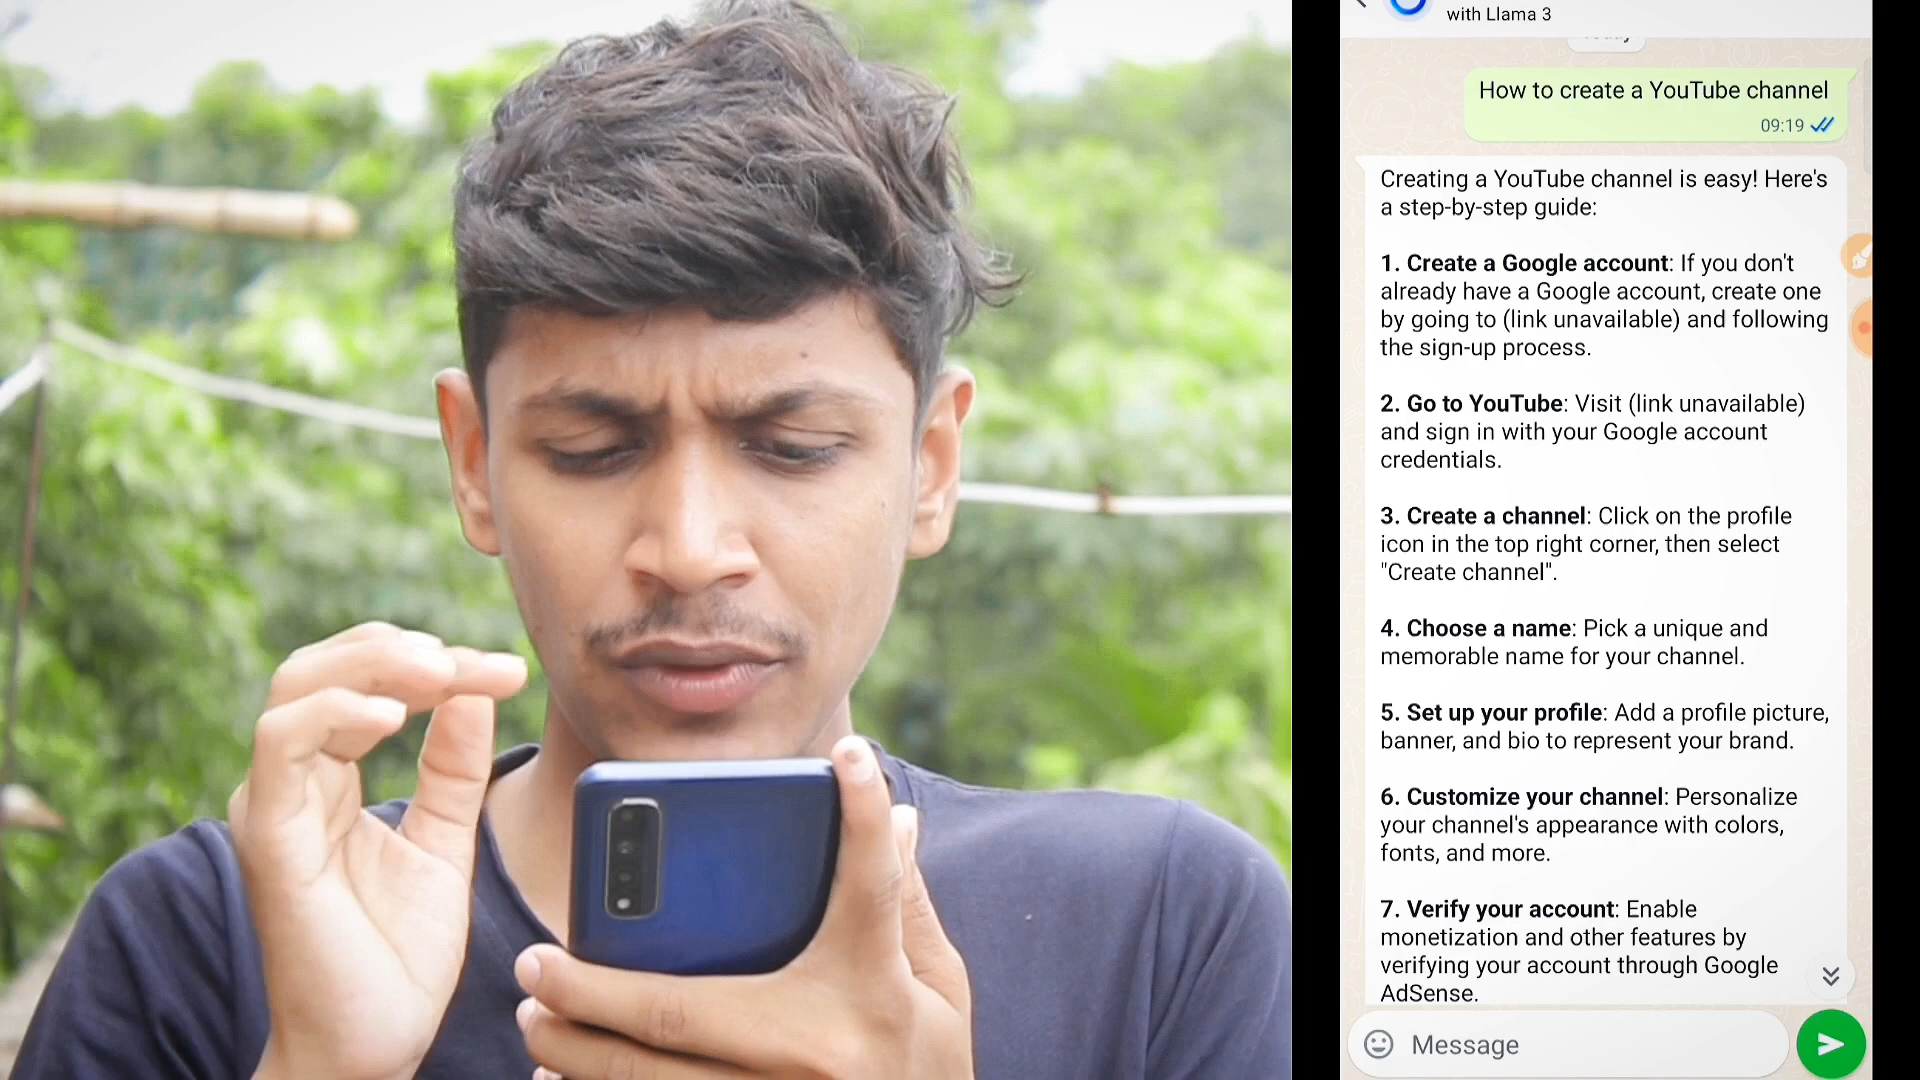 with Llama 3
How to create a YouTube channel
09:19
Creating a YouTube channel is easy! Here's
a step-by-step guide:
1. Create a Google account: If you don't
already have a Google account, create one
by going to (link unavailable) and following
the sign-up process.
2. Go to YouTube: Visit (link unavailable)
and sign in with your Google account
credentials.
3. Create a channel: Click on the profile
icon in the top right corner, then select
"Create channel".
4. Choose a name: Pick a unique and
memorable name for your channel.
5. Set up your profile: Add a profile picture,
banner, and bio to represent your brand.
6. Customize your channel: Personalize
your channel's appearance with colors,
fonts, and more.
7. Verify your account: Enable
monetization and other features by
verifying your account through Google
AdSense.
Message